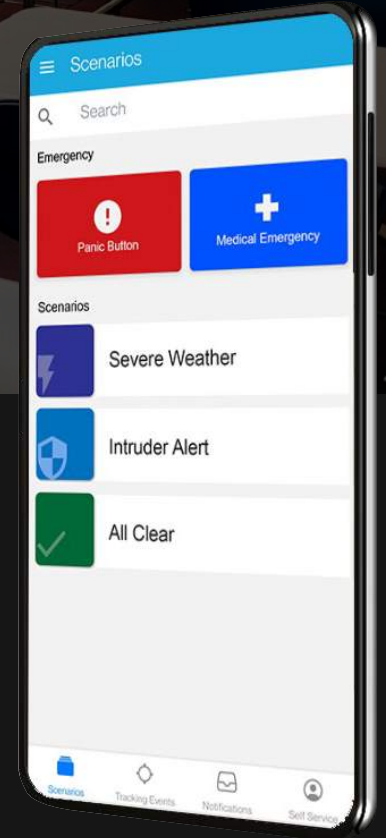 Scenarios
Search
Emergency
Panic Button
Medical Emergency
Scenarios
Severe Weather
Intruder Alert
All Clear
Scenarios
Tracking Events
Notifications
Self Service